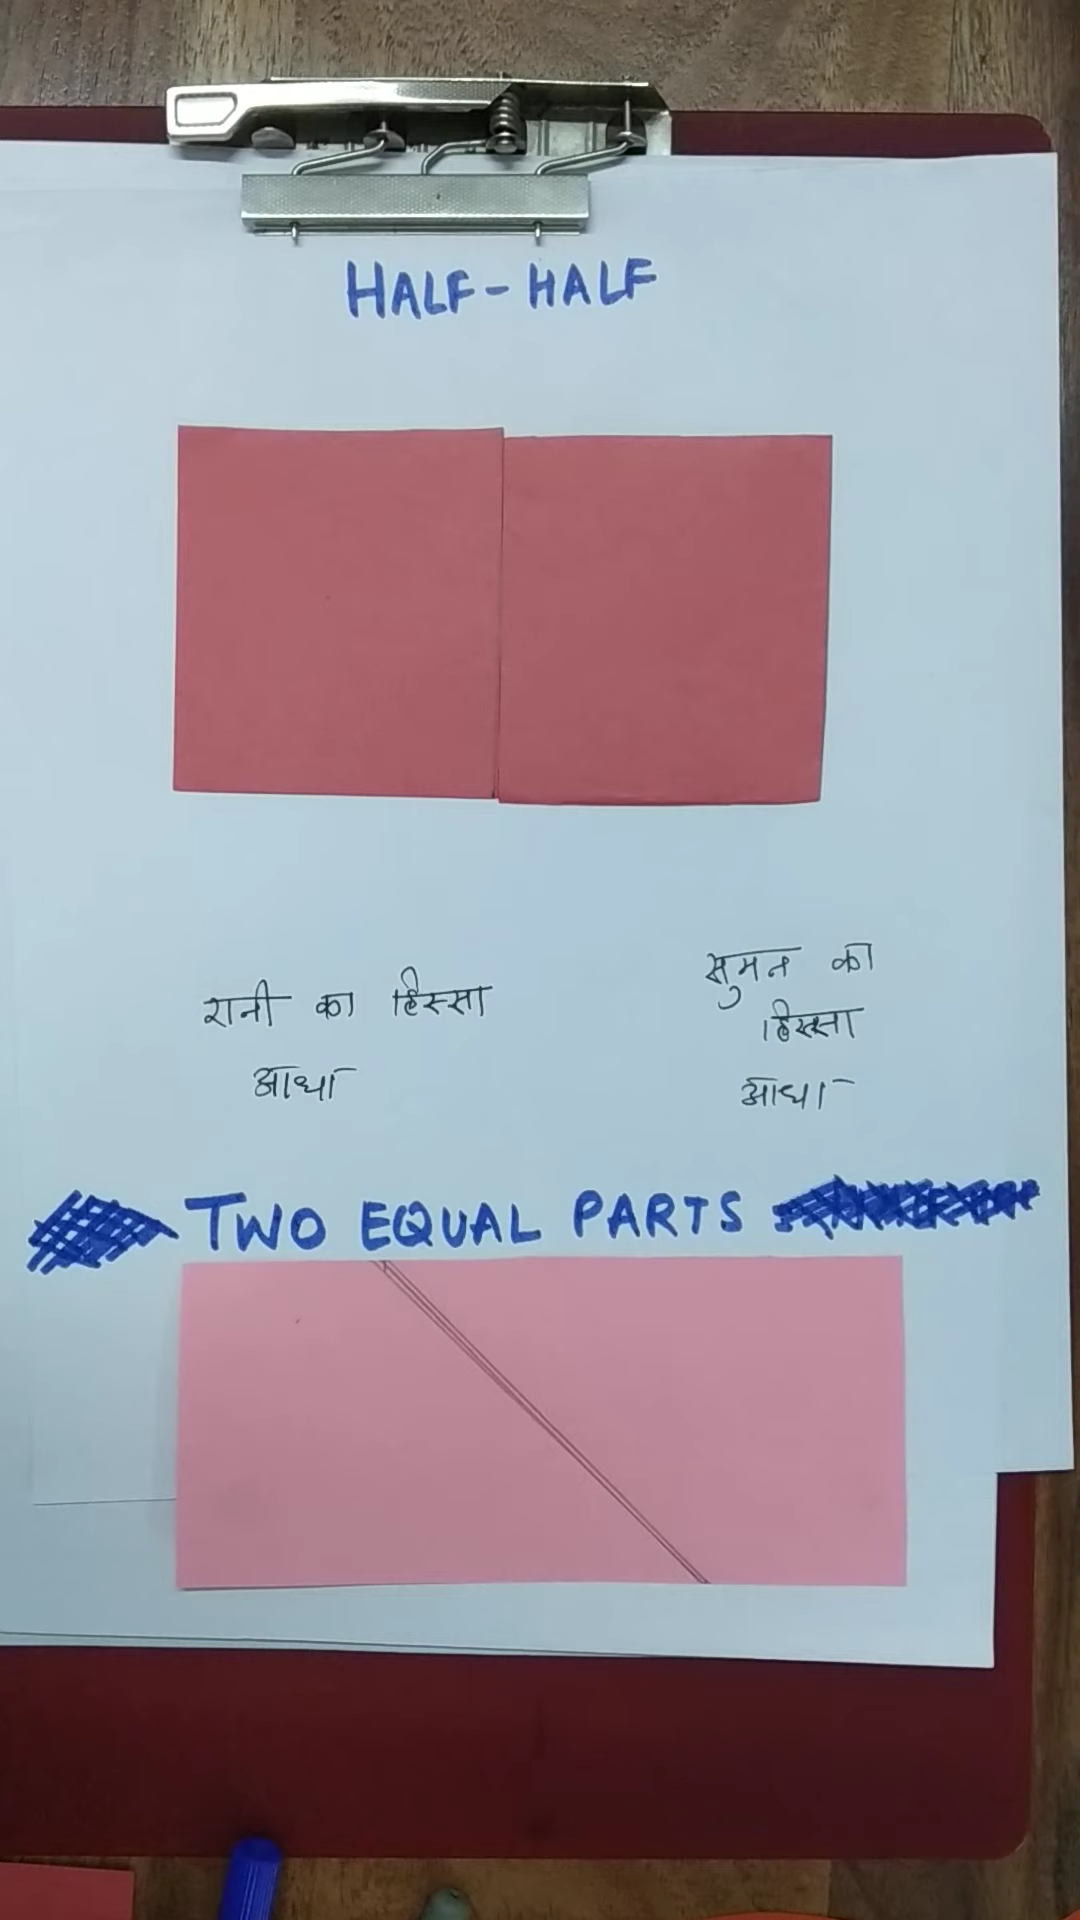 HALF-HALF
रानी का हिस्सा
आधा
सुमन का
हिस्सा
आधा
TWO EQUAL PARTS